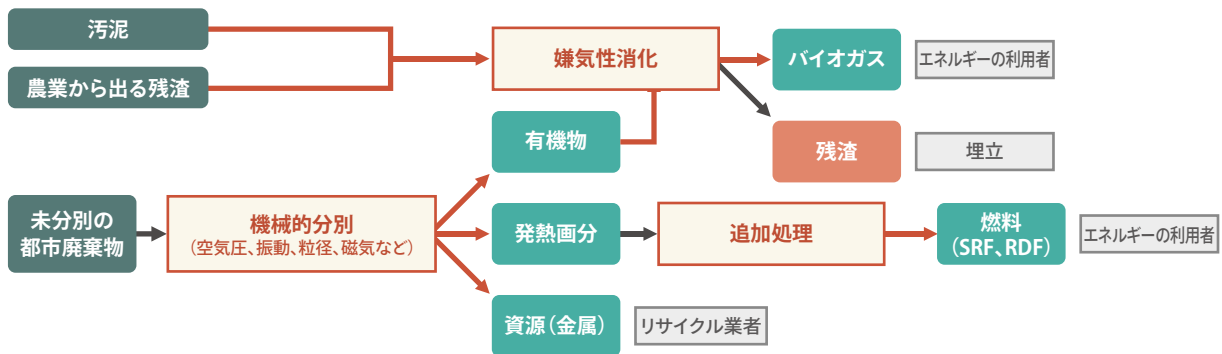 汚泥
農業から出る残渣
嫌気性消化
バイオガス
エネルギーの利用者
有機物
残渣
埋立
未分別の
都市廃棄物
機械的分別
（空気圧、振動、粒径、磁気など）
発熱画分
追加処理
燃料
（SRF、RDF）
エネルギーの利用者
資源（金属）
リサイクル業者